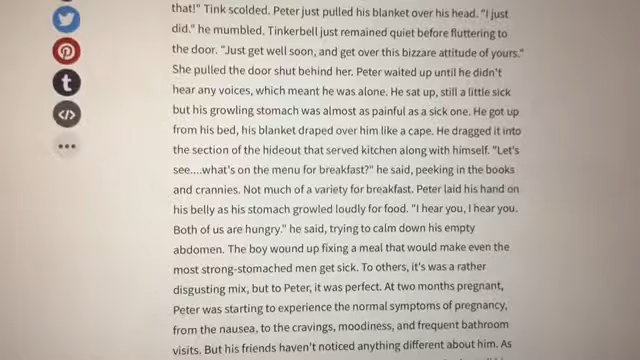 that!" Tink scolded. Peter just pulled his blanket over his head. "I just
did." he mumbled. Tinkerbell just remained quiet before fluttering to
the door. "Just get well soon, and get over this bizzare attitude of yours."
She pulled the door shut behind her. Peter waited up until he didn't
hear any voices, which meant he was alone. He sat up, still a little sick
but his growling stomach was almost as painful as a sick one. He got up
from his bed, his blanket draped over him like a cape. He dragged it into
the section of the hideout that served kitchen along with himself. "Let's
see....what's on the menu for breakfast?" he said, peeking in the books
and crannies. Not much of a variety for breakfast. Peter laid his hand on
his belly as his stomach growled loudly for food. "I hear you, I hear you.
Both of us are hungry." he said, trying to calm down his empty
abdomen. The boy wound up fixing a meal that would make even the
most strong-stomached men get sick. To others, it's was a rather
disgusting mix, but to Peter, it was perfect. At two months pregnant,
Peter was starting to experience the normal symptoms of pregnancy,
from the nausea, to the cravings, moodiness, and frequent bathroom
visits. But his friends haven't noticed anything different about him. As